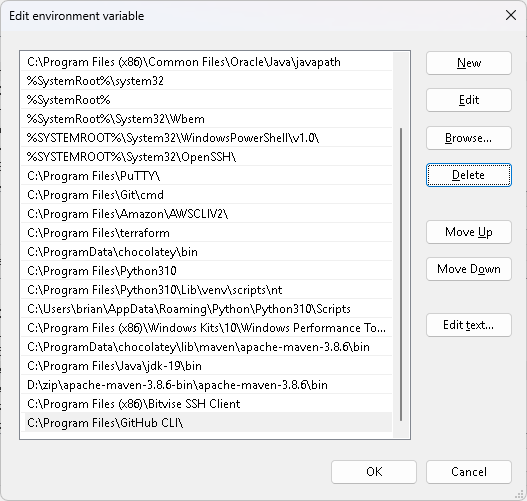 Edit environment variable
C:\Program Files (x86)\Common Files\Oracle\Java\javapath
%SystemRoot%\system32
%SystemRoot%
%SystemRoot%\System32\Wbem
%SYSTEMROOT%\System32\WindowsPowerShell\v1.0\
%SYSTEMROOT%\System32\OpenSSH\
C:\Program Files\PuTTY\
C:\Program Files\Git\cmd
C:\Program Files\Amazon\AWSCLIV2\
C:\Program Files\terraform
C:\ProgramData\chocolatey\bin
C:\Program Files\Python310
C:\Program Files\Python310\Lib\venv\scripts\nt
C:\Users\brian\AppData\Roaming\Python\Python310\Scripts
C:\Program Files (x86)\Windows Kits\10\Windows Performance To...
C:\ProgramData\chocolatey\lib\maven\apache-maven-3.8.6\bin
C:\Program Files\Java\jdk-19\bin
D:\zip\apache-maven-3.8.6-bin\apache-maven-3.8.6\bin
C:\Program Files (x86)\Bitvise SSH Client
C:\Program Files\GitHub CLI\
New
Edit
Browse...
Delete
Move Up
Move Down
Edit text...
OK
Cancel